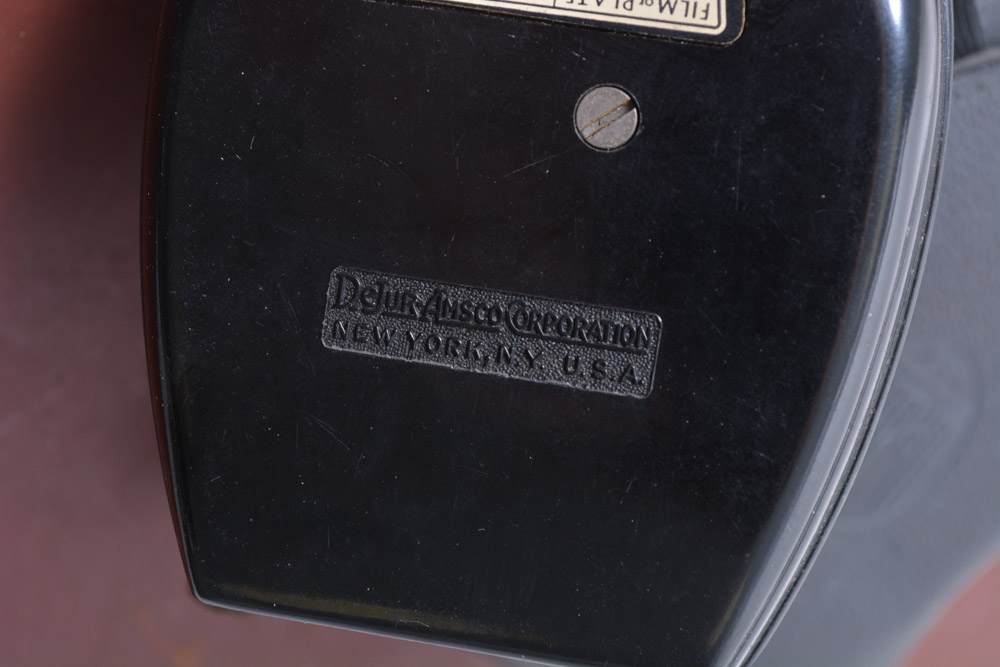 FILM or PLATE
DeJUR-AMSCO CORPORATION
NEW YORK, N.Y. U.S.A.